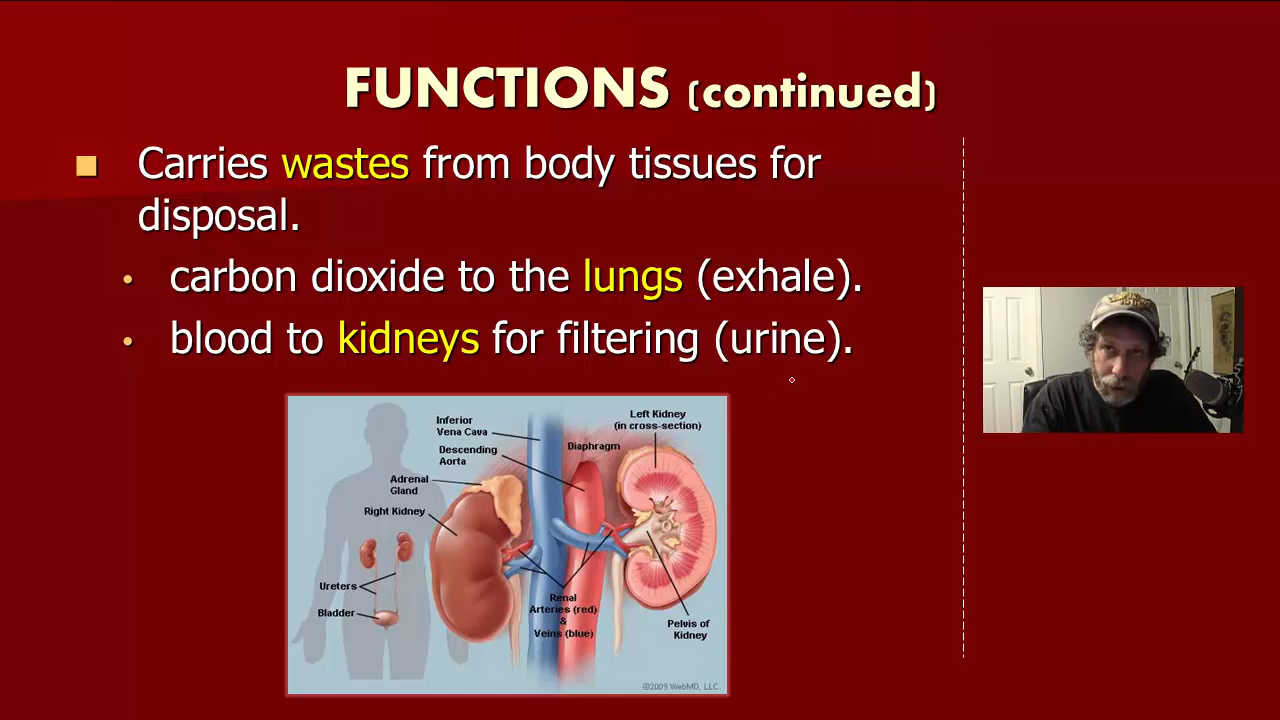 FUNCTIONS (continued)
Carries wastes from body tissues for
disposal.
carbon dioxide to the lungs (exhale).
blood to kidneys for filtering (urine).
Inferior
Vena Cava
Descending
Aorta
Adrenal
Gland
Right Kidney
Diaphragm
Left Kidney
(in cross-section)
Ureters
Bladder
Renal
Arteries (red)
&
Veins (blue)
Pelvis of
Kidney
©2009 WebMD, LLC.